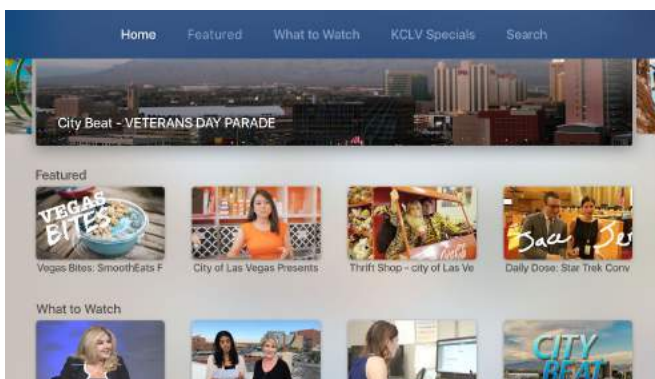 Home Featured What to Watch KCLV Specials Search
City Beat - VETERANS DAY PARADE
Featured
VEGAS
BITES
Vegas Bites: SmoothEats F
City of Las Vegas Presents
Thrift Shop - city of Las Ve
Jace Jer
Daily Dose: Star Trek Conv
What to Watch
CITY
BEAT